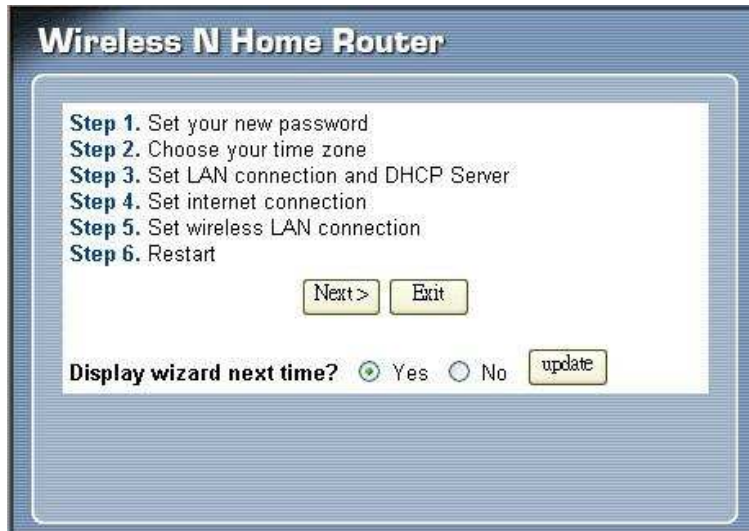 Wireless N Home Router
Step 1. Set your new password
Step 2. Choose your time zone
Step 3. Set LAN connection and DHCP Server
Step 4. Set internet connection
Step 5. Set wireless LAN connection
Step 6. Restart
Next > Exit
Display wizard next time? Yes No update